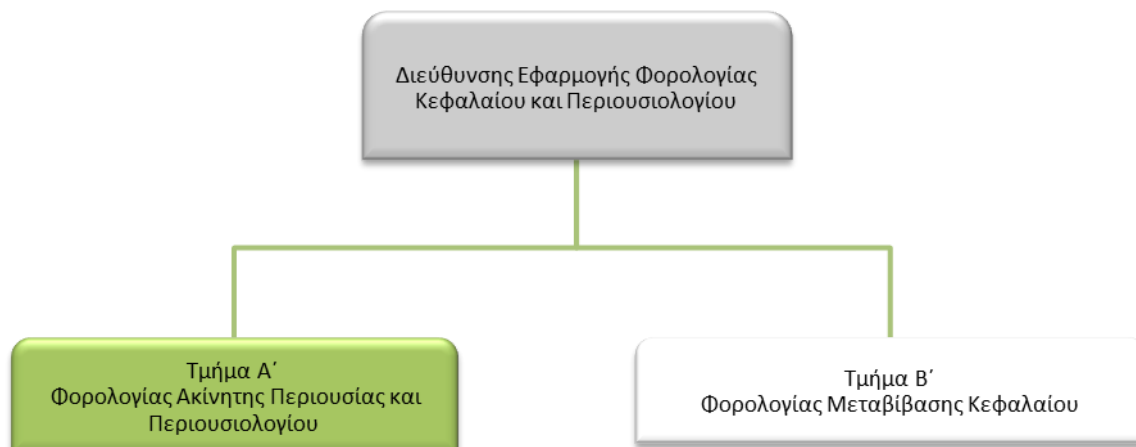 Διεύθυνσης Εφαρμογής Φορολογίας
Κεφαλαίου και Περιουσιολογίου
Τμήμα Α΄
Φορολογίας Ακίνητης Περιουσίας και
Περιουσιολογίου
Τμήμα Β΄
Φορολογίας Μεταβίβασης Κεφαλαίου